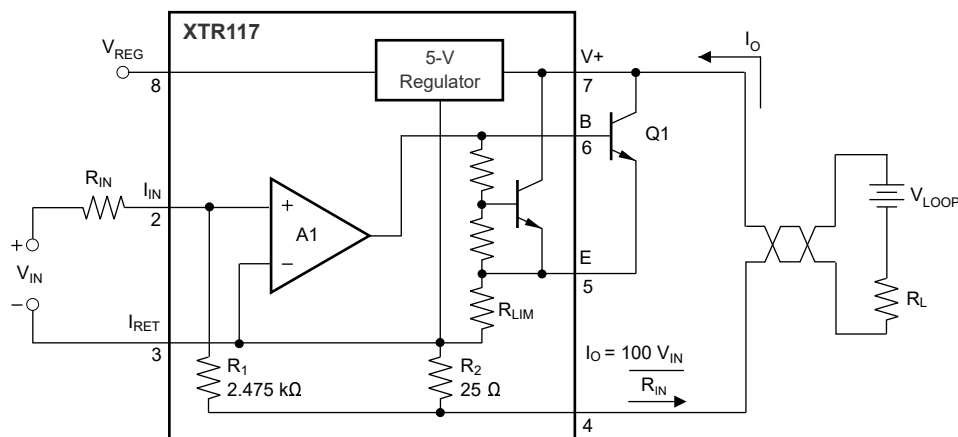 XTR117
V_REG
8
5-V
Regulator
V+
7
I_O
B
6
Q1
R_IN
I_IN
2
+
A1
−
+
V_IN
−
E
5
V_LOOP
R_LIM
R_L
I_RET
3
R_1
2.475 kΩ
R_2
25 Ω
I_O = 100 V_IN
R_IN
4